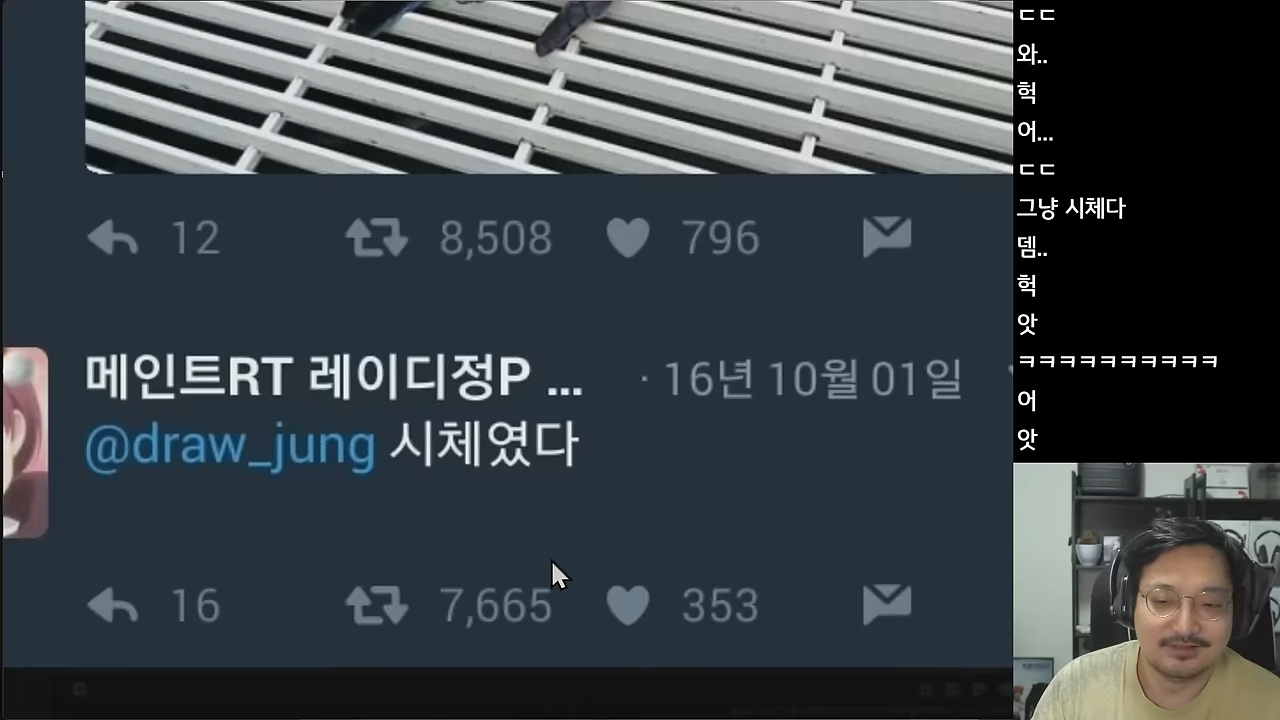 12 8,508 796
메인트RT 레이디정P ... · 16년 10월 01일
@draw_jung 시체였다
16 7,665 353
ㄷㄷ
와..
헉
어...
ㄷㄷ
그냥 시체다
뎀..
헉
앗
ㅋㅋㅋㅋㅋㅋㅋㅋㅋㅋ
어
앗